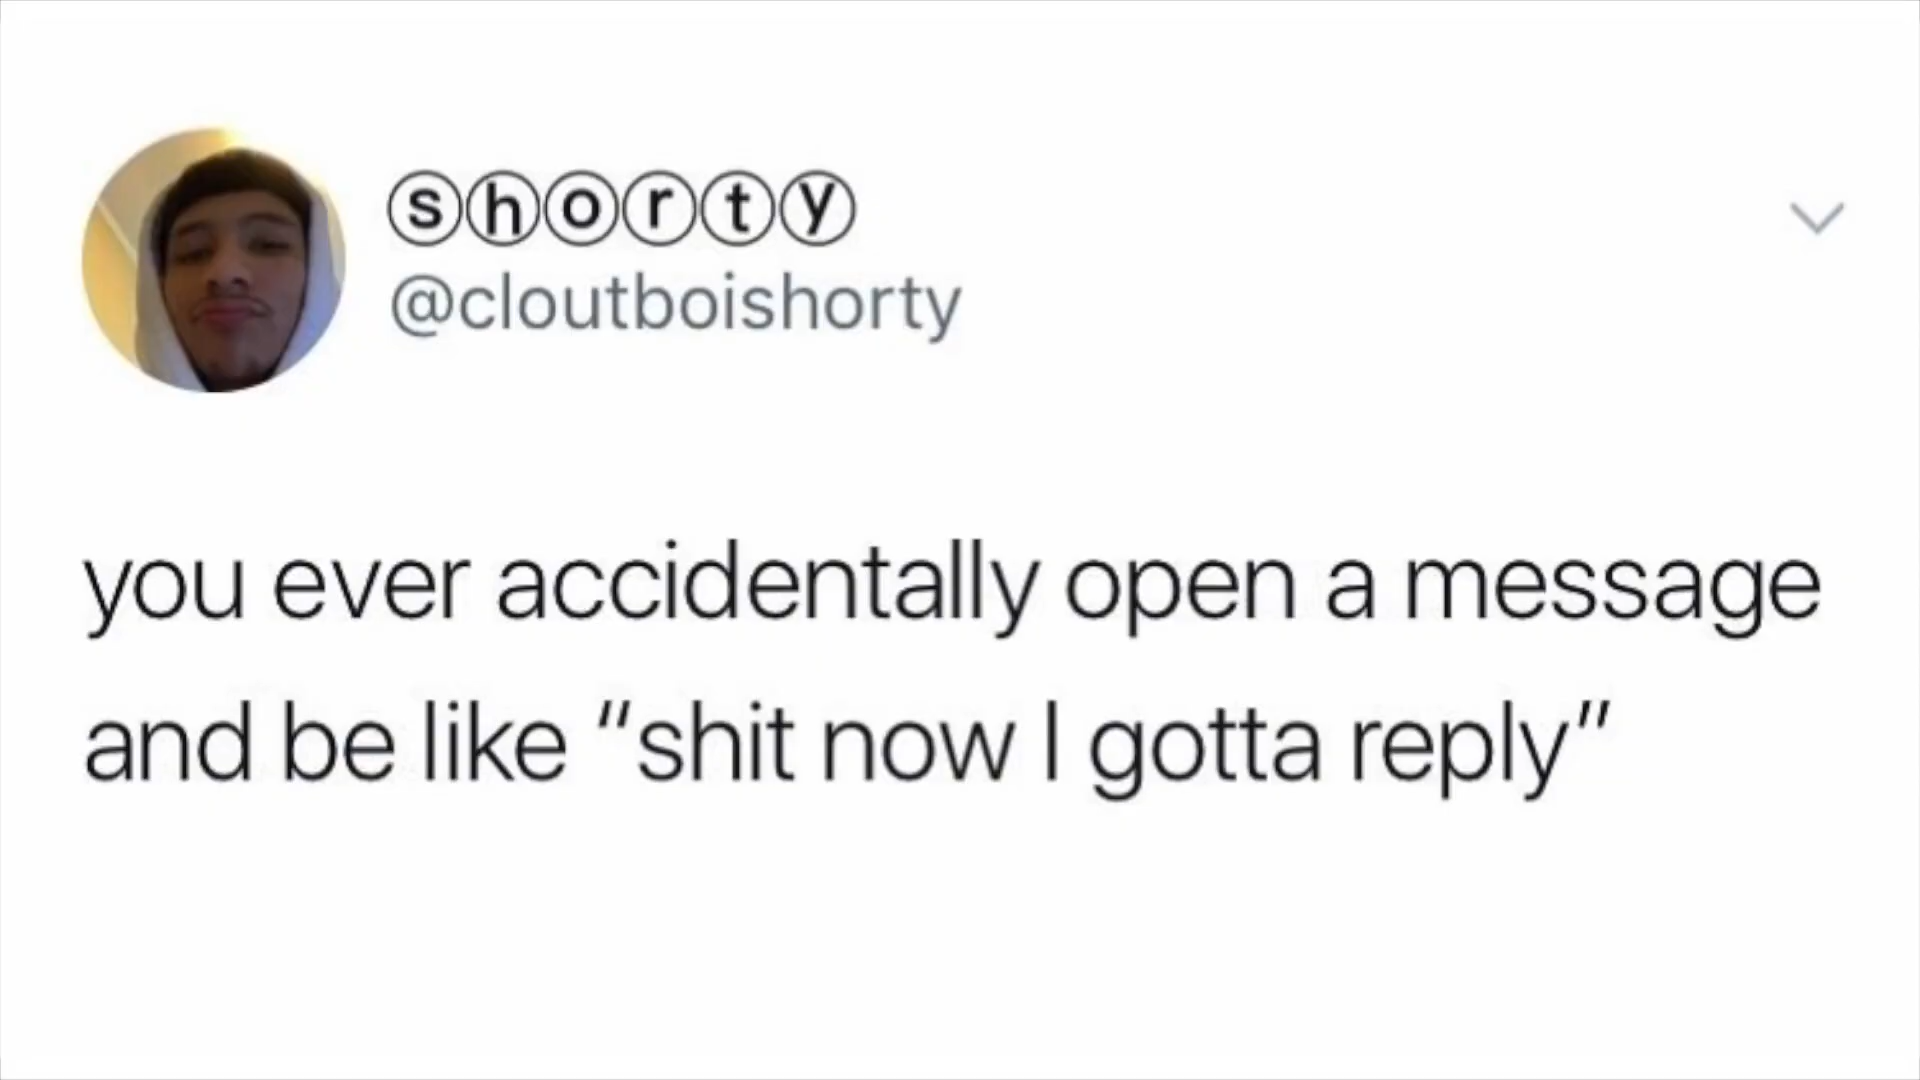 ⓢⓗⓞⓡⓣⓨ
@cloutboishorty
you ever accidentally open a message
and be like "shit now I gotta reply"